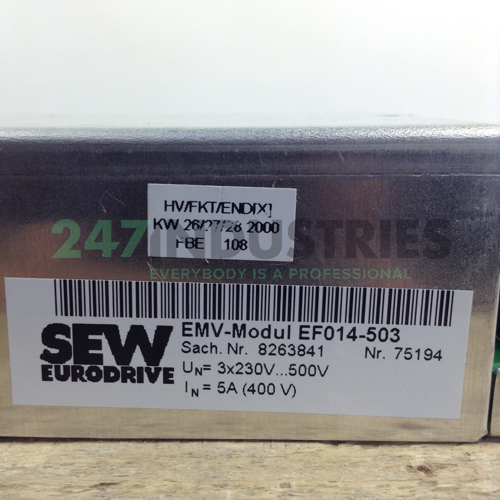 HV/FKT/END[X]
KW 26/27/28 2000
FBE 108
247INDUSTRIES
EVERYBODY IS A PROFESSIONAL
SEW
EURODRIVE
EMV-Modul EF014-503
Sach. Nr. 8263841 Nr. 75194
UN= 3x230V...500V
IN = 5A (400 V)